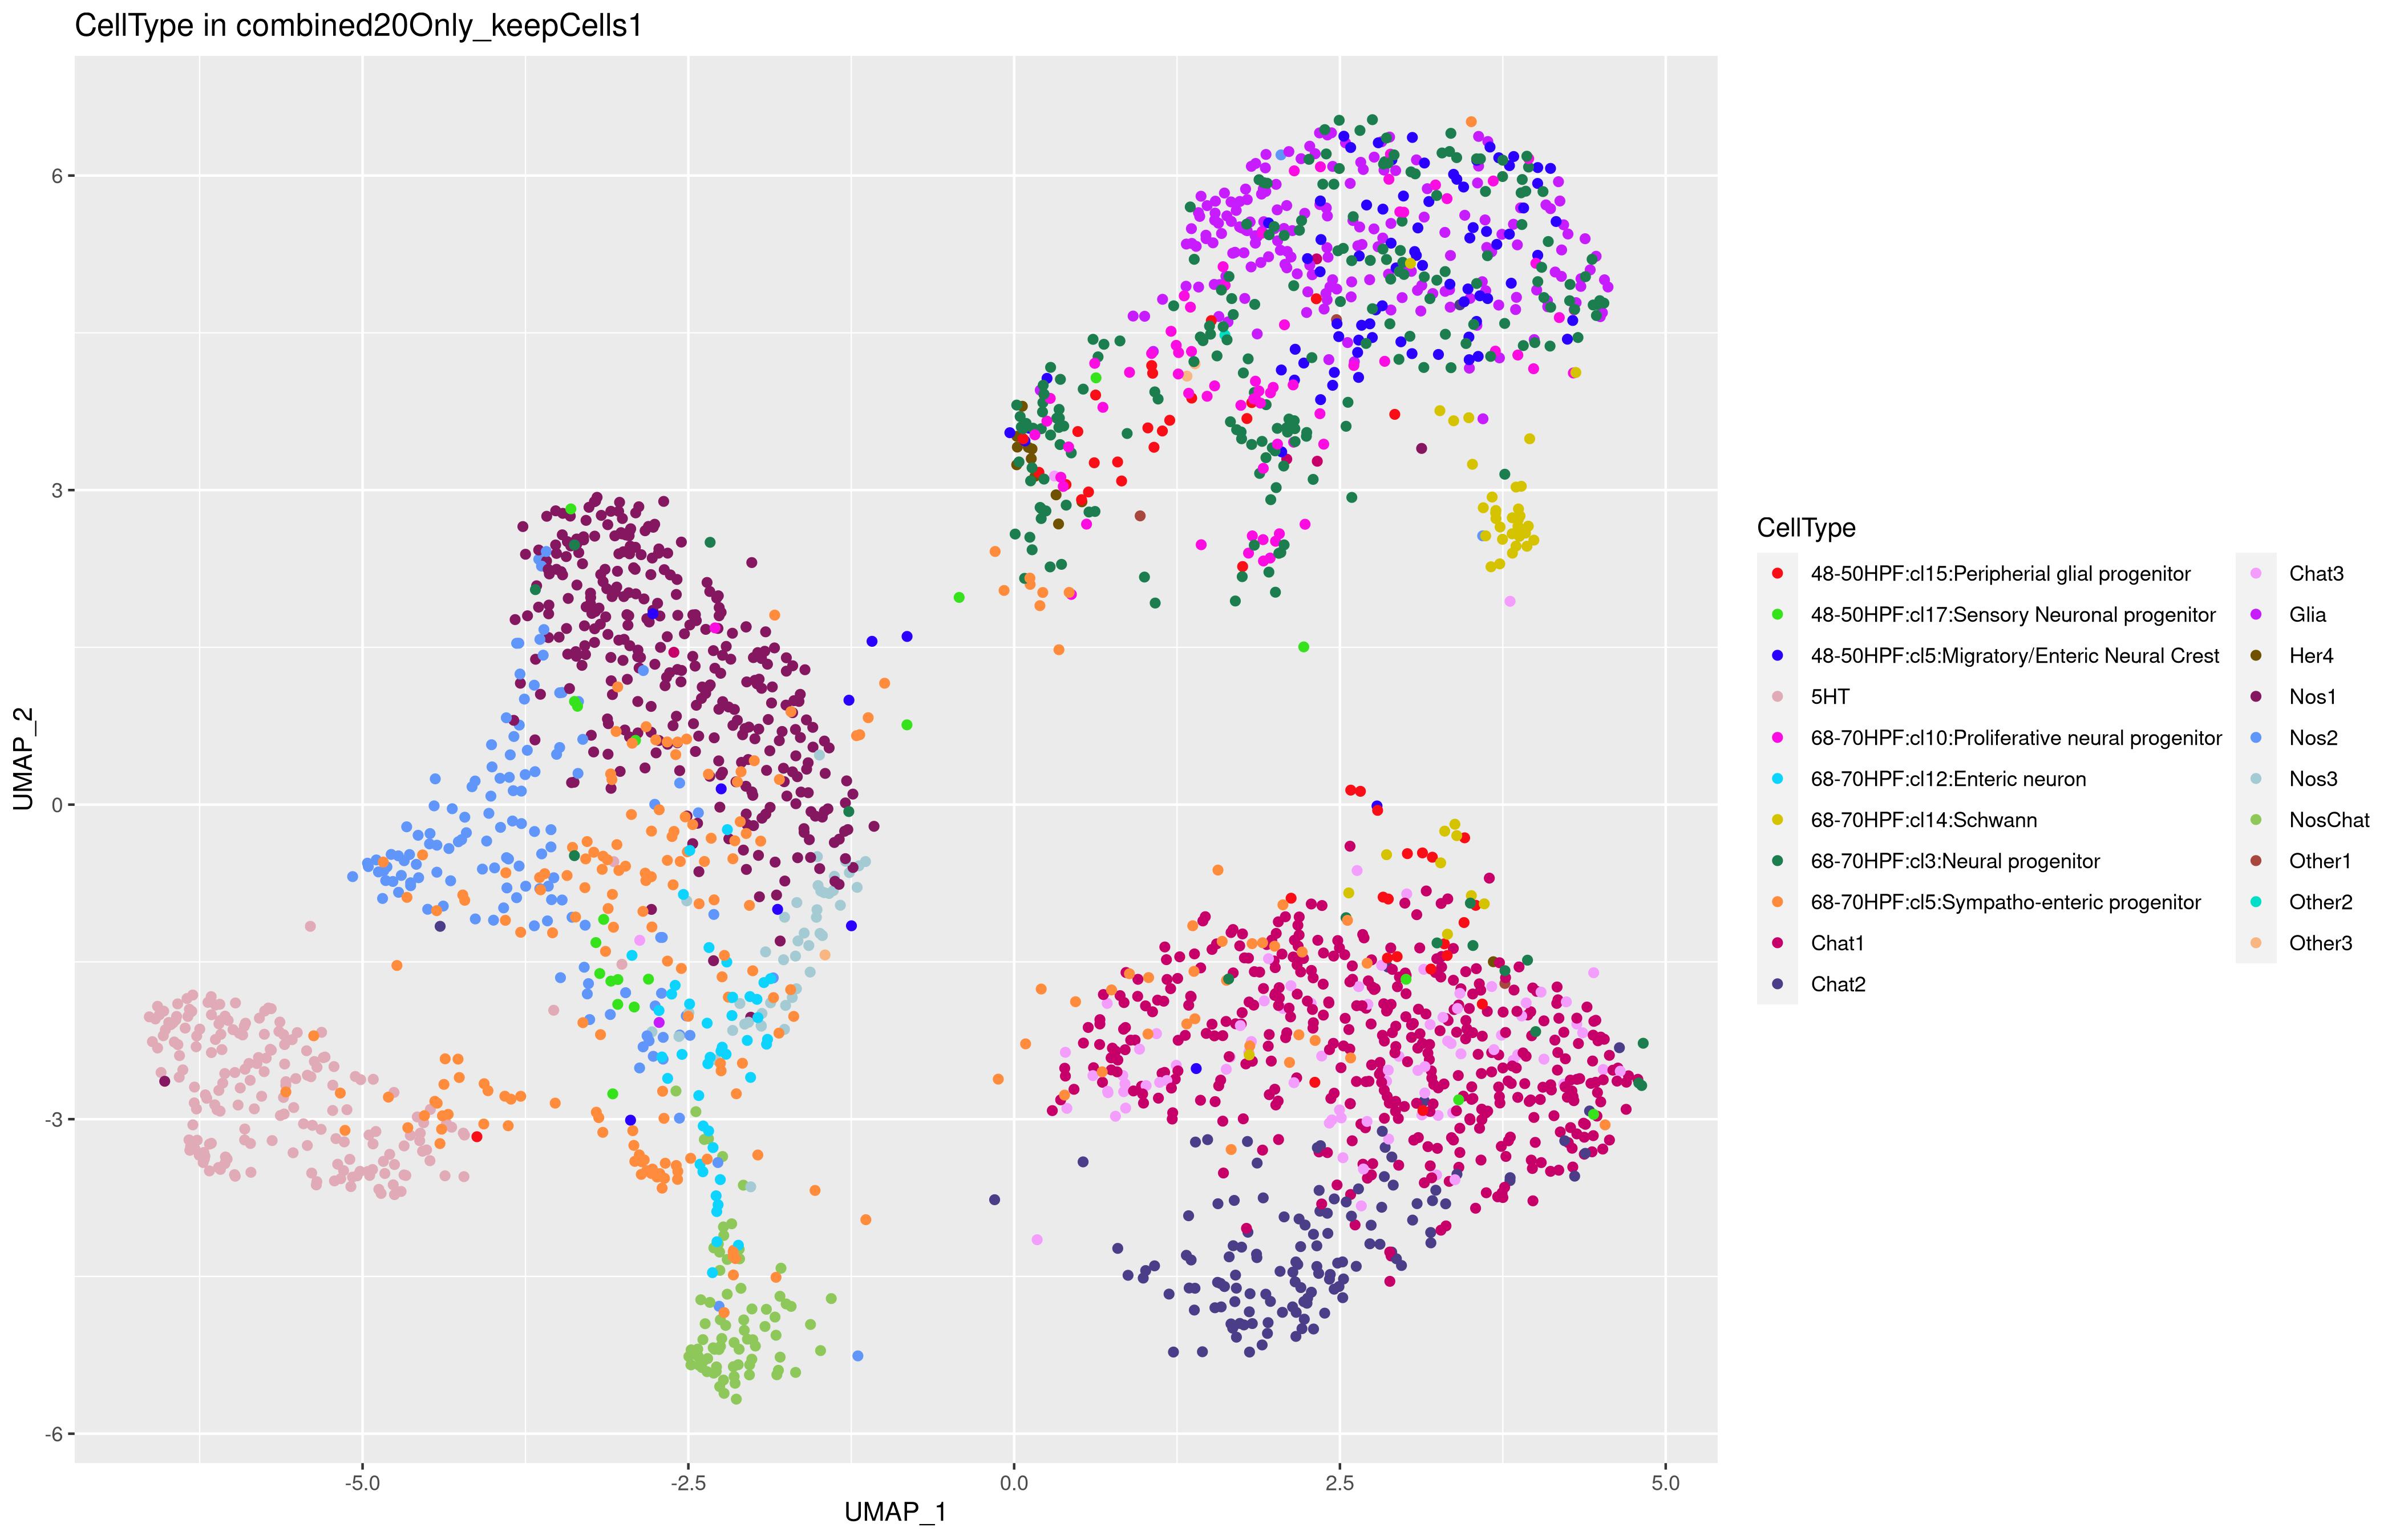 CellType in combined20Only_keepCells1
UMAP_2
6
3
0
-3
-6
-5.0
-2.5
0.0
2.5
5.0
UMAP_1
CellType
48-50HPF:cl15:Peripherial glial progenitor
48-50HPF:cl17:Sensory Neuronal progenitor
48-50HPF:cl5:Migratory/Enteric Neural Crest
5HT
68-70HPF:cl10:Proliferative neural progenitor
68-70HPF:cl12:Enteric neuron
68-70HPF:cl14:Schwann
68-70HPF:cl3:Neural progenitor
68-70HPF:cl5:Sympatho-enteric progenitor
Chat1
Chat2
Chat3
Glia
Her4
Nos1
Nos2
Nos3
NosChat
Other1
Other2
Other3